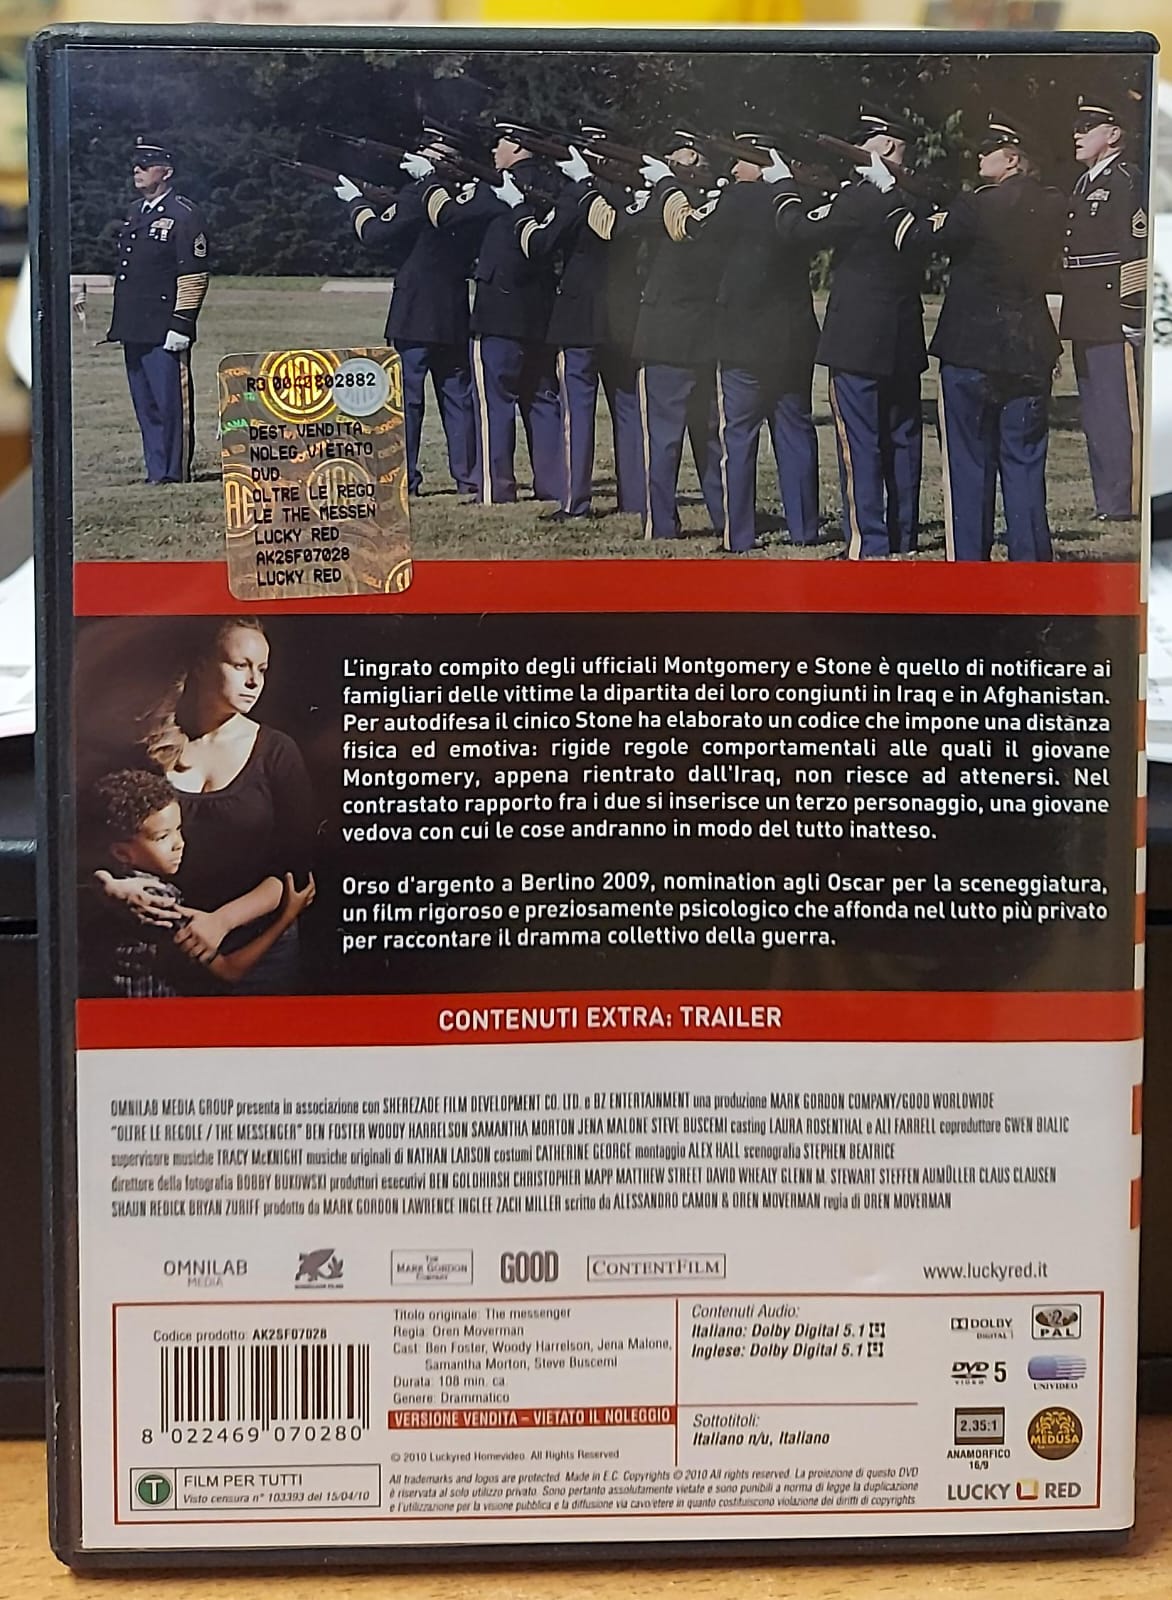 R3 0040802882
DEST.VENDITA
NOLEG.VIETATO
DVD
OLTRE LE REGO
LE THE MESSEN
LUCKY RED
AK2SF07028
LUCKY RED
L'ingrato compito degli ufficiali Montgomery e Stone è quello di notificare ai
famigliari delle vittime la dipartita dei loro congiunti in Iraq e in Afghanistan.
Per autodifesa il cinico Stone ha elaborato un codice che impone una distanza
fisica ed emotiva: rigide regole comportamentali alle quali il giovane
Montgomery, appena rientrato dall'Iraq, non riesce ad attenersi. Nel
contrastato rapporto fra i due si inserisce un terzo personaggio, una giovane
vedova con cui le cose andranno in modo del tutto inatteso.
Orso d'argento a Berlino 2009, nomination agli Oscar per la sceneggiatura,
un film rigoroso e preziosamente psicologico che affonda nel lutto più privato
per raccontare il dramma collettivo della guerra.
CONTENUTI EXTRA: TRAILER
OMNILAB MEDIA GROUP presenta in associazione con SHEREZADE FILM DEVELOPMENT CO. LTD. e BZ ENTERTAINMENT una produzione MARK GORDON COMPANY/GOOD WORLDWIDE
"OLTRE LE REGOLE / THE MESSENGER" BEN FOSTER WOODY HARRELSON SAMANTHA MORTON JENA MALONE STEVE BUSCEMI casting LAURA ROSENTHAL e ALI FARRELL coproduttore GWEN BIALIC
supervisore musiche TRACY McKNIGHT musiche originali di NATHAN LARSON costumi CATHERINE GEORGE montaggio ALEX HALL scenografia STEPHEN BEATRICE
direttore della fotografia BOBBY BUKOWSKI produttori esecutivi BEN GOLDHIRSH CHRISTOPHER MAPP MATTHEW STREET DAVID WHEALY GLENN M. STEWART STEFFEN AUMÜLLER CLAUS CLAUSEN
SHAUN REDICK BRYAN ZURIFF prodotto da MARK GORDON LAWRENCE INGLEE ZACH MILLER scritto da ALESSANDRO CAMON & OREN MOVERMAN regia di OREN MOVERMAN
OMNILAB
MEDIA
THE
MARK GORDON
COMPANY
GOOD
CONTENTFILM
www.luckyred.it
Codice prodotto: AK2SF07028
8 022469 070280
T
FILM PER TUTTI
Visto censura n° 103393 del 15/04/10
Titolo originale: The messenger
Regia: Oren Moverman
Cast: Ben Foster, Woody Harrelson, Jena Malone,
Samantha Morton, Steve Buscemi
Durata: 108 min. ca.
Genere: Drammatico
VERSIONE VENDITA - VIETATO IL NOLEGGIO
© 2010 Luckyred Homevideo. All Rights Reserved
All trademarks and logos are protected. Made in E.C. Copyrights © 2010 All rights reserved. La proiezione di questo DVD
è riservata al solo utilizzo privato. Sono pertanto assolutamente vietate e sono punibili a norma di legge la duplicazione
e l'utilizzazione per la visione pubblica e la diffusione via cavo/etere in quanto costituiscono violazione dei diritti di copyrights
Contenuti Audio:
Italiano: Dolby Digital 5.1
Inglese: Dolby Digital 5.1
Sottotitoli:
Italiano n/u, Italiano
DOLBY
DIGITAL
PAL
DVD 5
VIDEO
UNIVIDEO
2.35:1
ANAMORFICO
16/9
MEDUSA
LUCKY RED